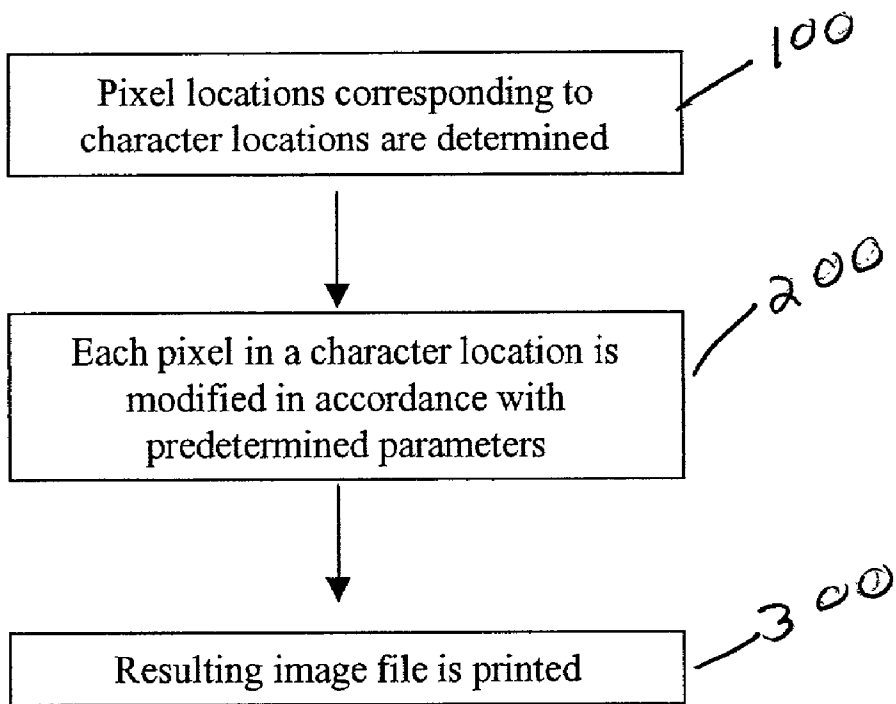 100
Pixel locations corresponding to
character locations are determined
200
Each pixel in a character location is
modified in accordance with
predetermined parameters
300
Resulting image file is printed